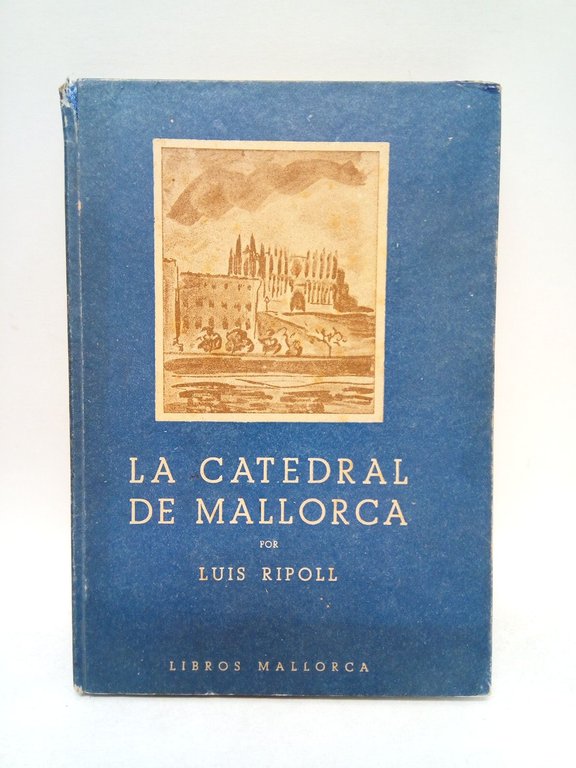 LA CATEDRAL
DE MALLORCA
POR
LUIS RIPOLL
LIBROS MALLORCA